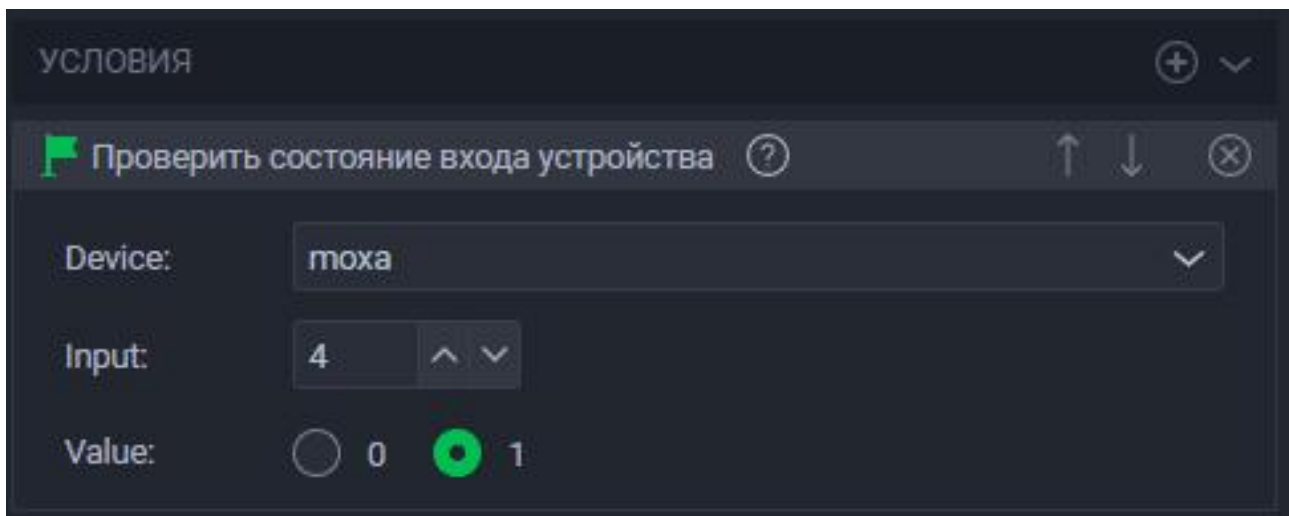 УСЛОВИЯ
Проверить состояние входа устройства ?
Device: moxa
Input: 4
Value: 0 1